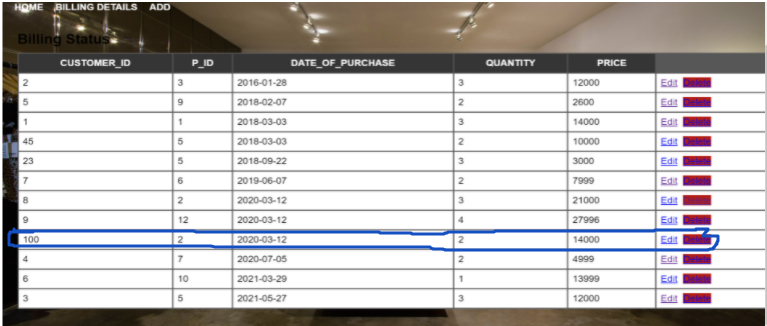 HOME BILLING DETAILS ADD
Billing Status
CUSTOMER_ID P_ID DATE_OF_PURCHASE QUANTITY PRICE
2 3 2016-01-28 3 12000 Edit Delete
5 9 2018-02-07 2 2600 Edit Delete
1 1 2018-03-03 3 14000 Edit Delete
45 5 2018-03-03 2 10000 Edit Delete
23 5 2018-09-22 3 3000 Edit Delete
7 6 2019-06-07 2 7999 Edit Delete
8 2 2020-03-12 3 21000 Edit Delete
9 12 2020-03-12 4 27996 Edit Delete
100 2 2020-03-12 2 14000 Edit Delete
4 7 2020-07-05 2 4999 Edit Delete
6 10 2021-03-29 1 13999 Edit Delete
3 5 2021-05-27 3 12000 Edit Delete